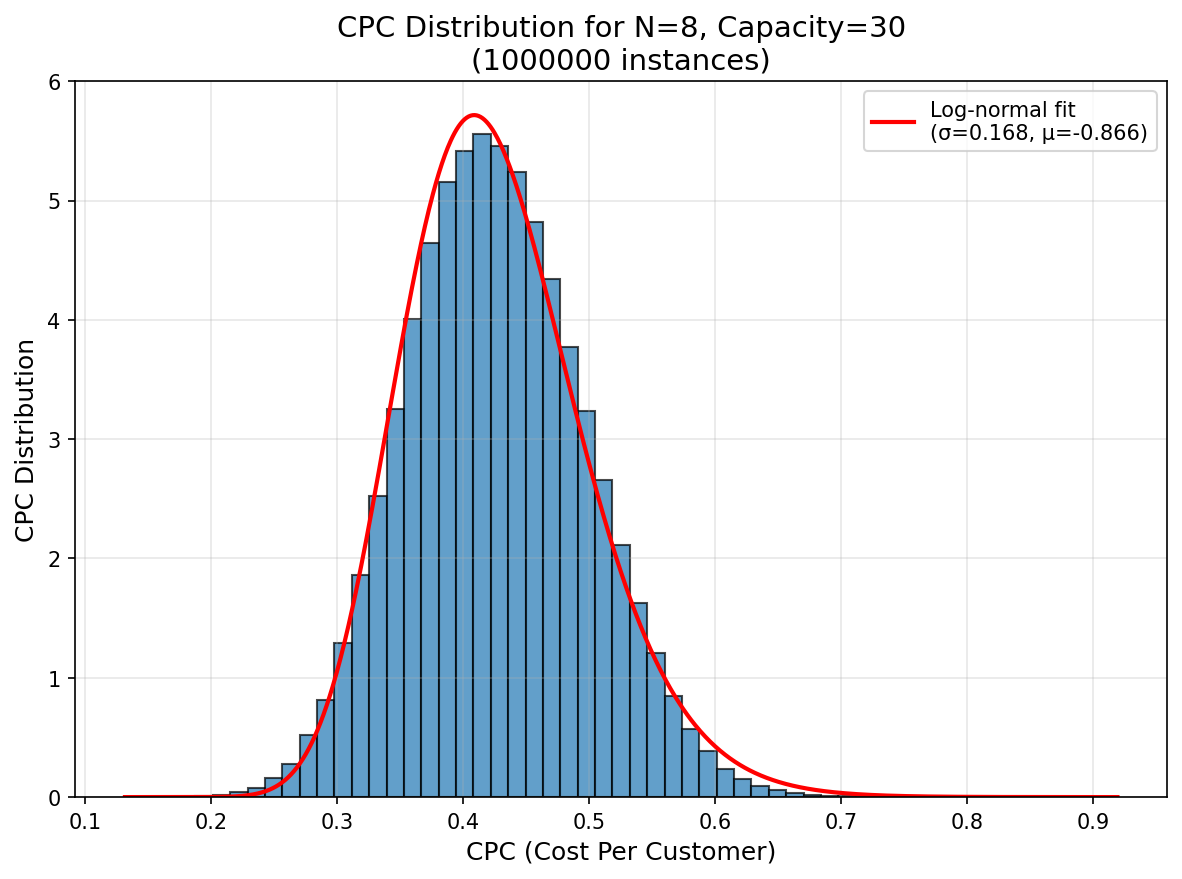 CPC Distribution for N=8, Capacity=30
(1000000 instances)
Log-normal fit
(σ=0.168, μ=-0.866)
CPC Distribution
6
5
4
3
2
1
0
0.1 0.2 0.3 0.4 0.5 0.6 0.7 0.8 0.9
CPC (Cost Per Customer)